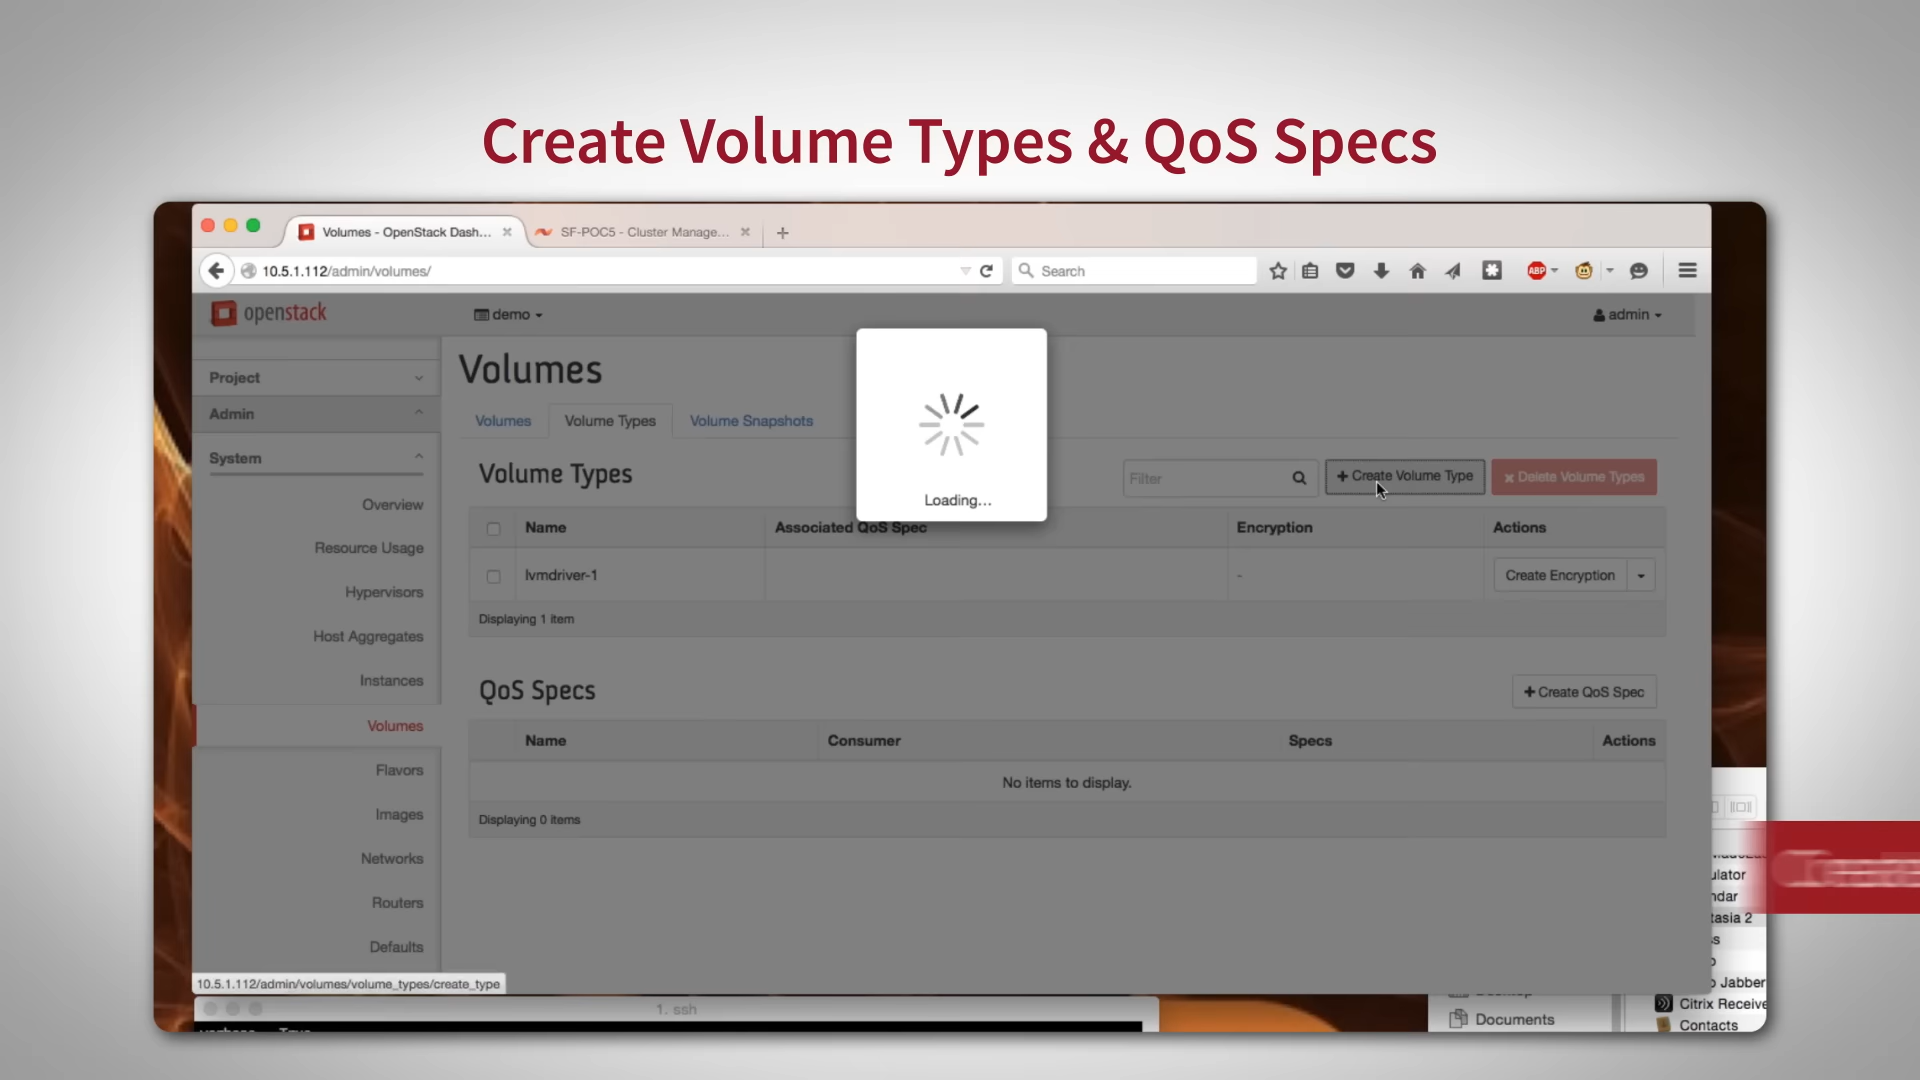 Create Volume Types & QoS Specs
Volumes - OpenStack Dash...
SF-POC5 - Cluster Manage...
10.5.1.112/admin/volumes/
Search
ABP
openstack
demo
admin
Project
Admin
System
Overview
Resource Usage
Hypervisors
Host Aggregates
Instances
Volumes
Flavors
Images
Networks
Routers
Defaults
Volumes
Volumes
Volume Types
Volume Snapshots
Loading...
Volume Types
Filter
+ Create Volume Type
Delete Volume Types
Name
Associated QoS Spec
Encryption
Actions
lvmdriver-1
-
Create Encryption
Displaying 1 item
QoS Specs
+ Create QoS Spec
Name
Consumer
Specs
Actions
No items to display.
Displaying 0 items
10.5.1.112/admin/volumes/volume_types/create_type
1. ssh
ulator
ndar
tasia 2
Jabber
Citrix Receive
Documents
Contacts